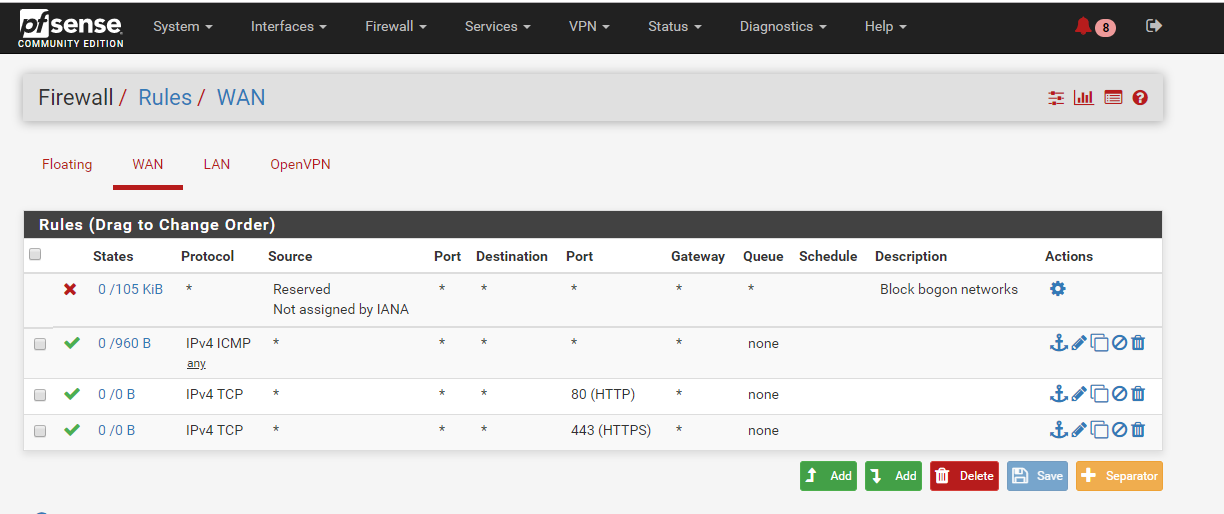 pfsense
COMMUNITY EDITION
System Interfaces Firewall Services VPN Status Diagnostics Help 8
Firewall / Rules / WAN
Floating WAN LAN OpenVPN
Rules (Drag to Change Order)
States Protocol Source Port Destination Port Gateway Queue Schedule Description Actions
0 /105 KiB * Reserved * * * * * Block bogon networks
Not assigned by IANA
0 /960 B IPv4 ICMP * * * * * none
any
0 /0 B IPv4 TCP * * * 80 (HTTP) * none
0 /0 B IPv4 TCP * * * 443 (HTTPS) * none
Add Add Delete Save Separator